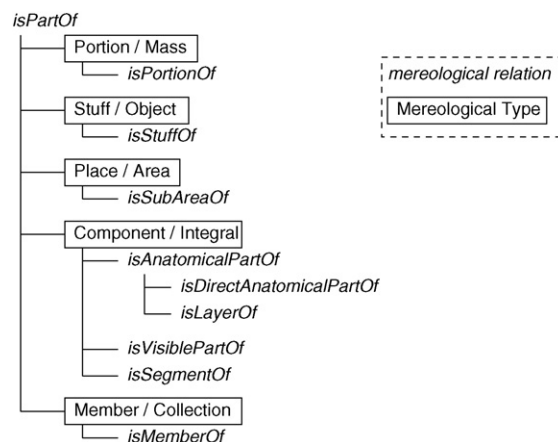 isPartOf
Portion / Mass
isPortionOf
Stuff / Object
isStuffOf
Place / Area
isSubAreaOf
Component / Integral
isAnatomicalPartOf
isDirectAnatomicalPartOf
isLayerOf
isVisiblePartOf
isSegmentOf
Member / Collection
isMemberOf
mereological relation
Mereological Type